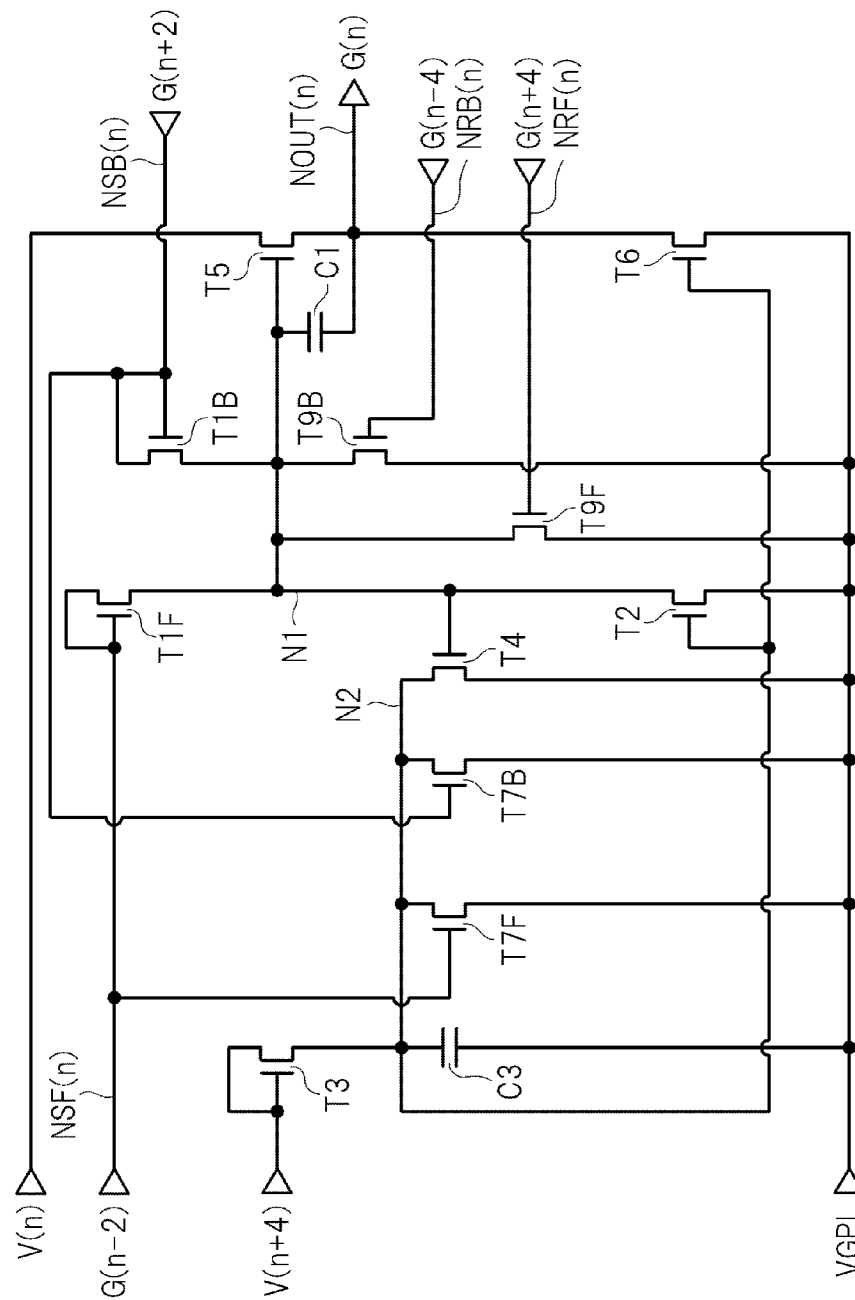 V(n)
NSF(n)
NSB(n)
G(n-2)
G(n+2)
T1F
T1B
T5
V(n+4)
N1
T9B
C1
NOUT(n)
T3
N2
G(n)
G(n-4)
NRB(n)
C3
T7F
T7B
T4
G(n+4)
NRF(n)
T9F
T2
T6
VGPL